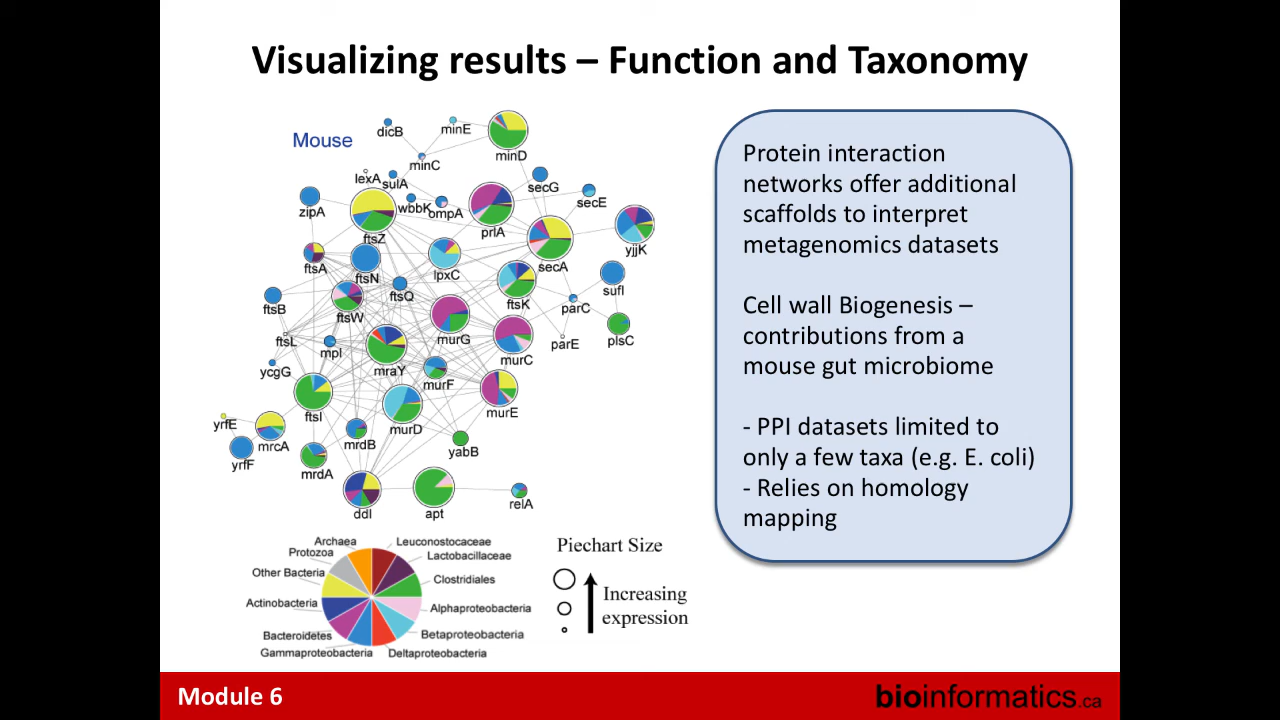 Visualizing results – Function and Taxonomy
Mouse
dicB
minE
minD
minC
lexA
sulA
secG
secE
zipA
wbbK
ompA
prlA
yjjK
ftsZ
secA
ftsA
ftsN
lpxC
ftsK
sufI
ftsB
ftsQ
ftsW
parC
ftsL
mpl
murG
murC
parE
plsC
ycgG
mraY
murF
murE
ftsI
murD
yrfE
mrcA
mrdB
yabB
yrfF
mrdA
ddl
apt
relA
Archaea
Leuconostocaceae
Protozoa
Lactobacillaceae
Other Bacteria
Clostridiales
Actinobacteria
Alphaproteobacteria
Bacteroidetes
Betaproteobacteria
Gammaproteobacteria
Deltaproteobacteria
Piechart Size
Increasing
expression
Protein interaction
networks offer additional
scaffolds to interpret
metagenomics datasets
Cell wall Biogenesis –
contributions from a
mouse gut microbiome
- PPI datasets limited to
only a few taxa (e.g. E. coli)
- Relies on homology
mapping
Module 6
bioinformatics.ca